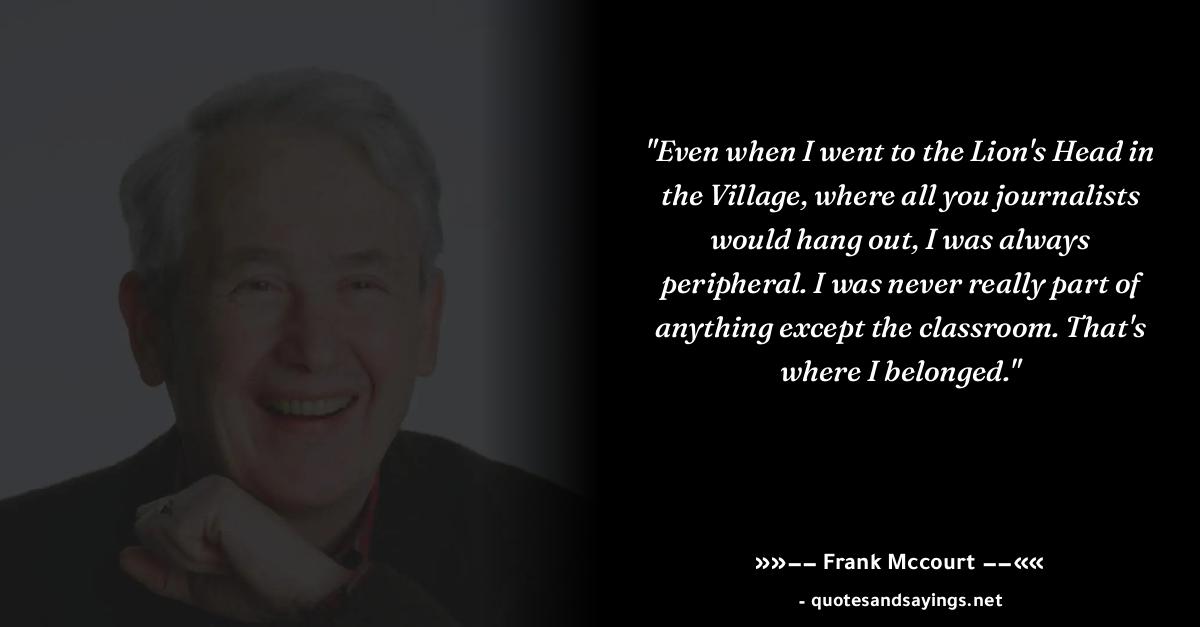 "Even when I went to the Lion's Head in
the Village, where all you journalists
would hang out, I was always
peripheral. I was never really part of
anything except the classroom. That's
where I belonged."
»»−− Frank Mccourt −−««
- quotesandsayings.net